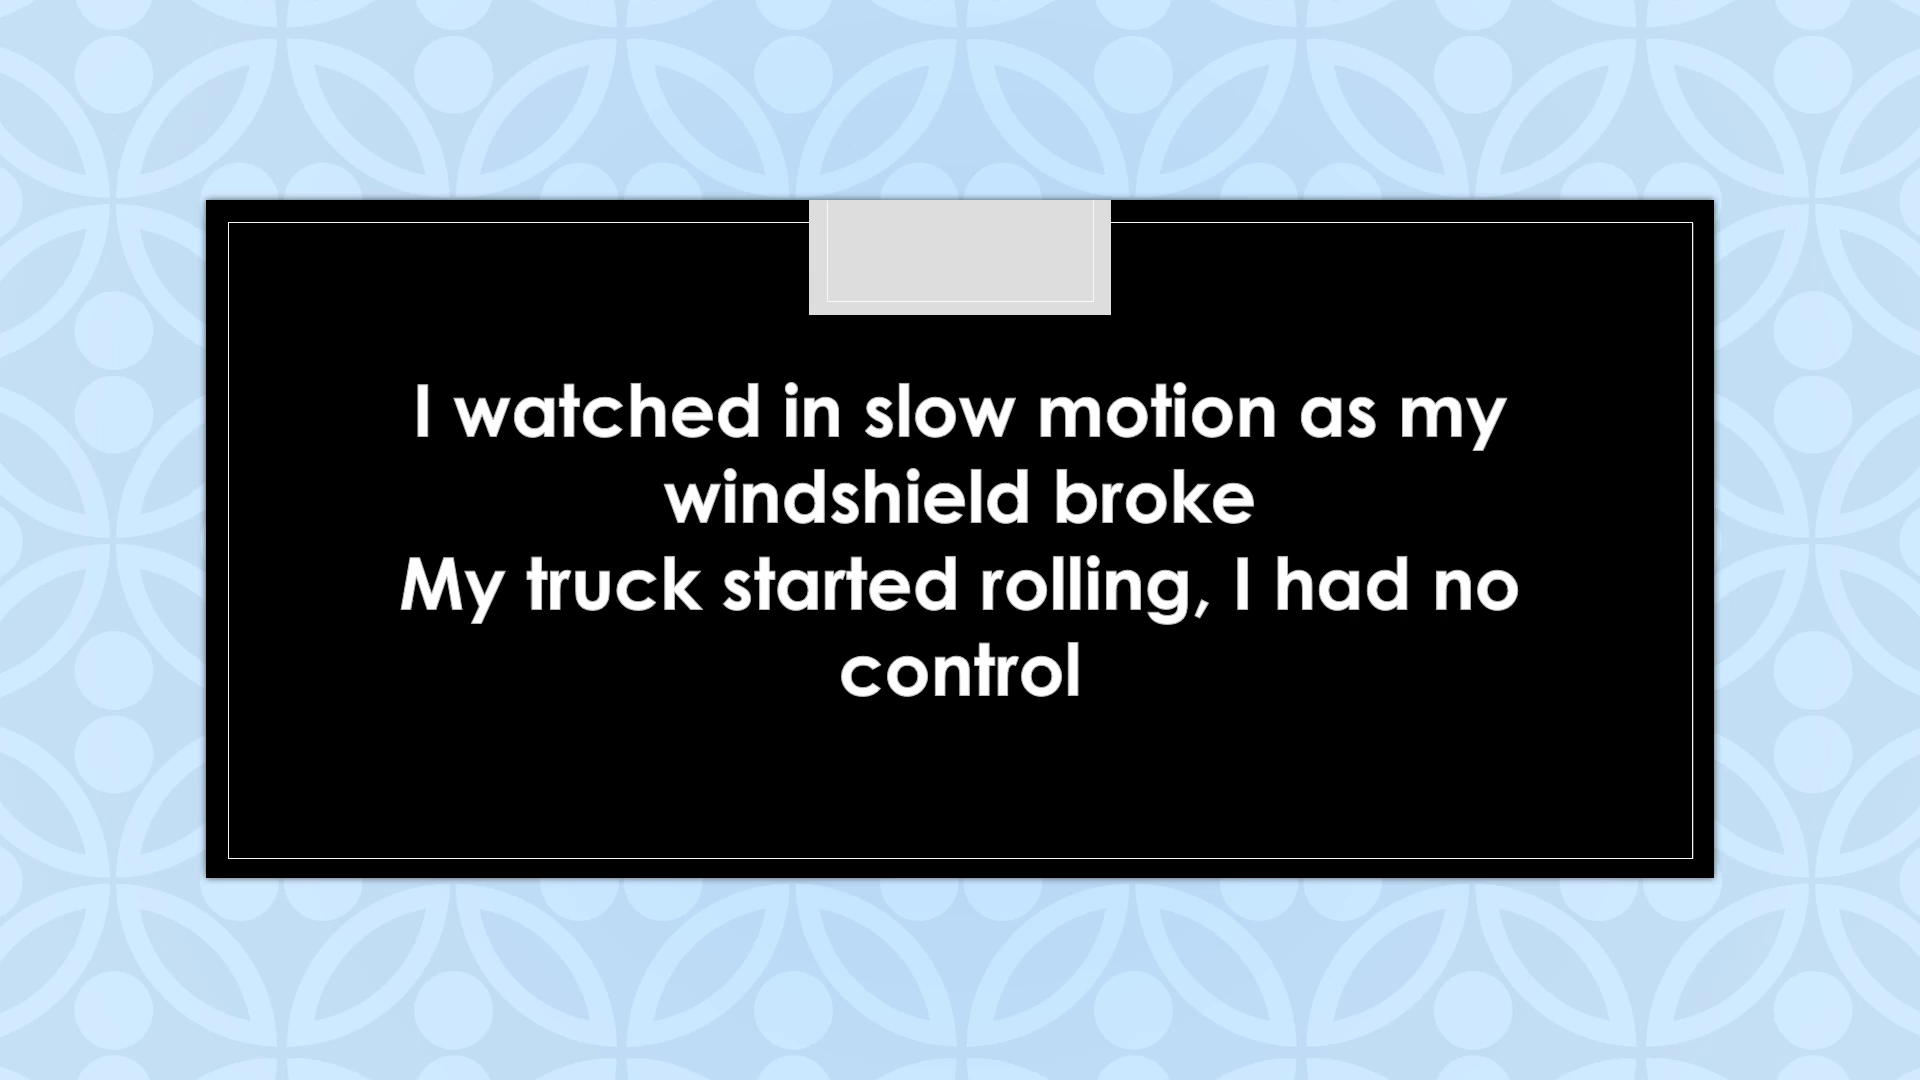 I watched in slow motion as my
windshield broke
My truck started rolling, I had no
control